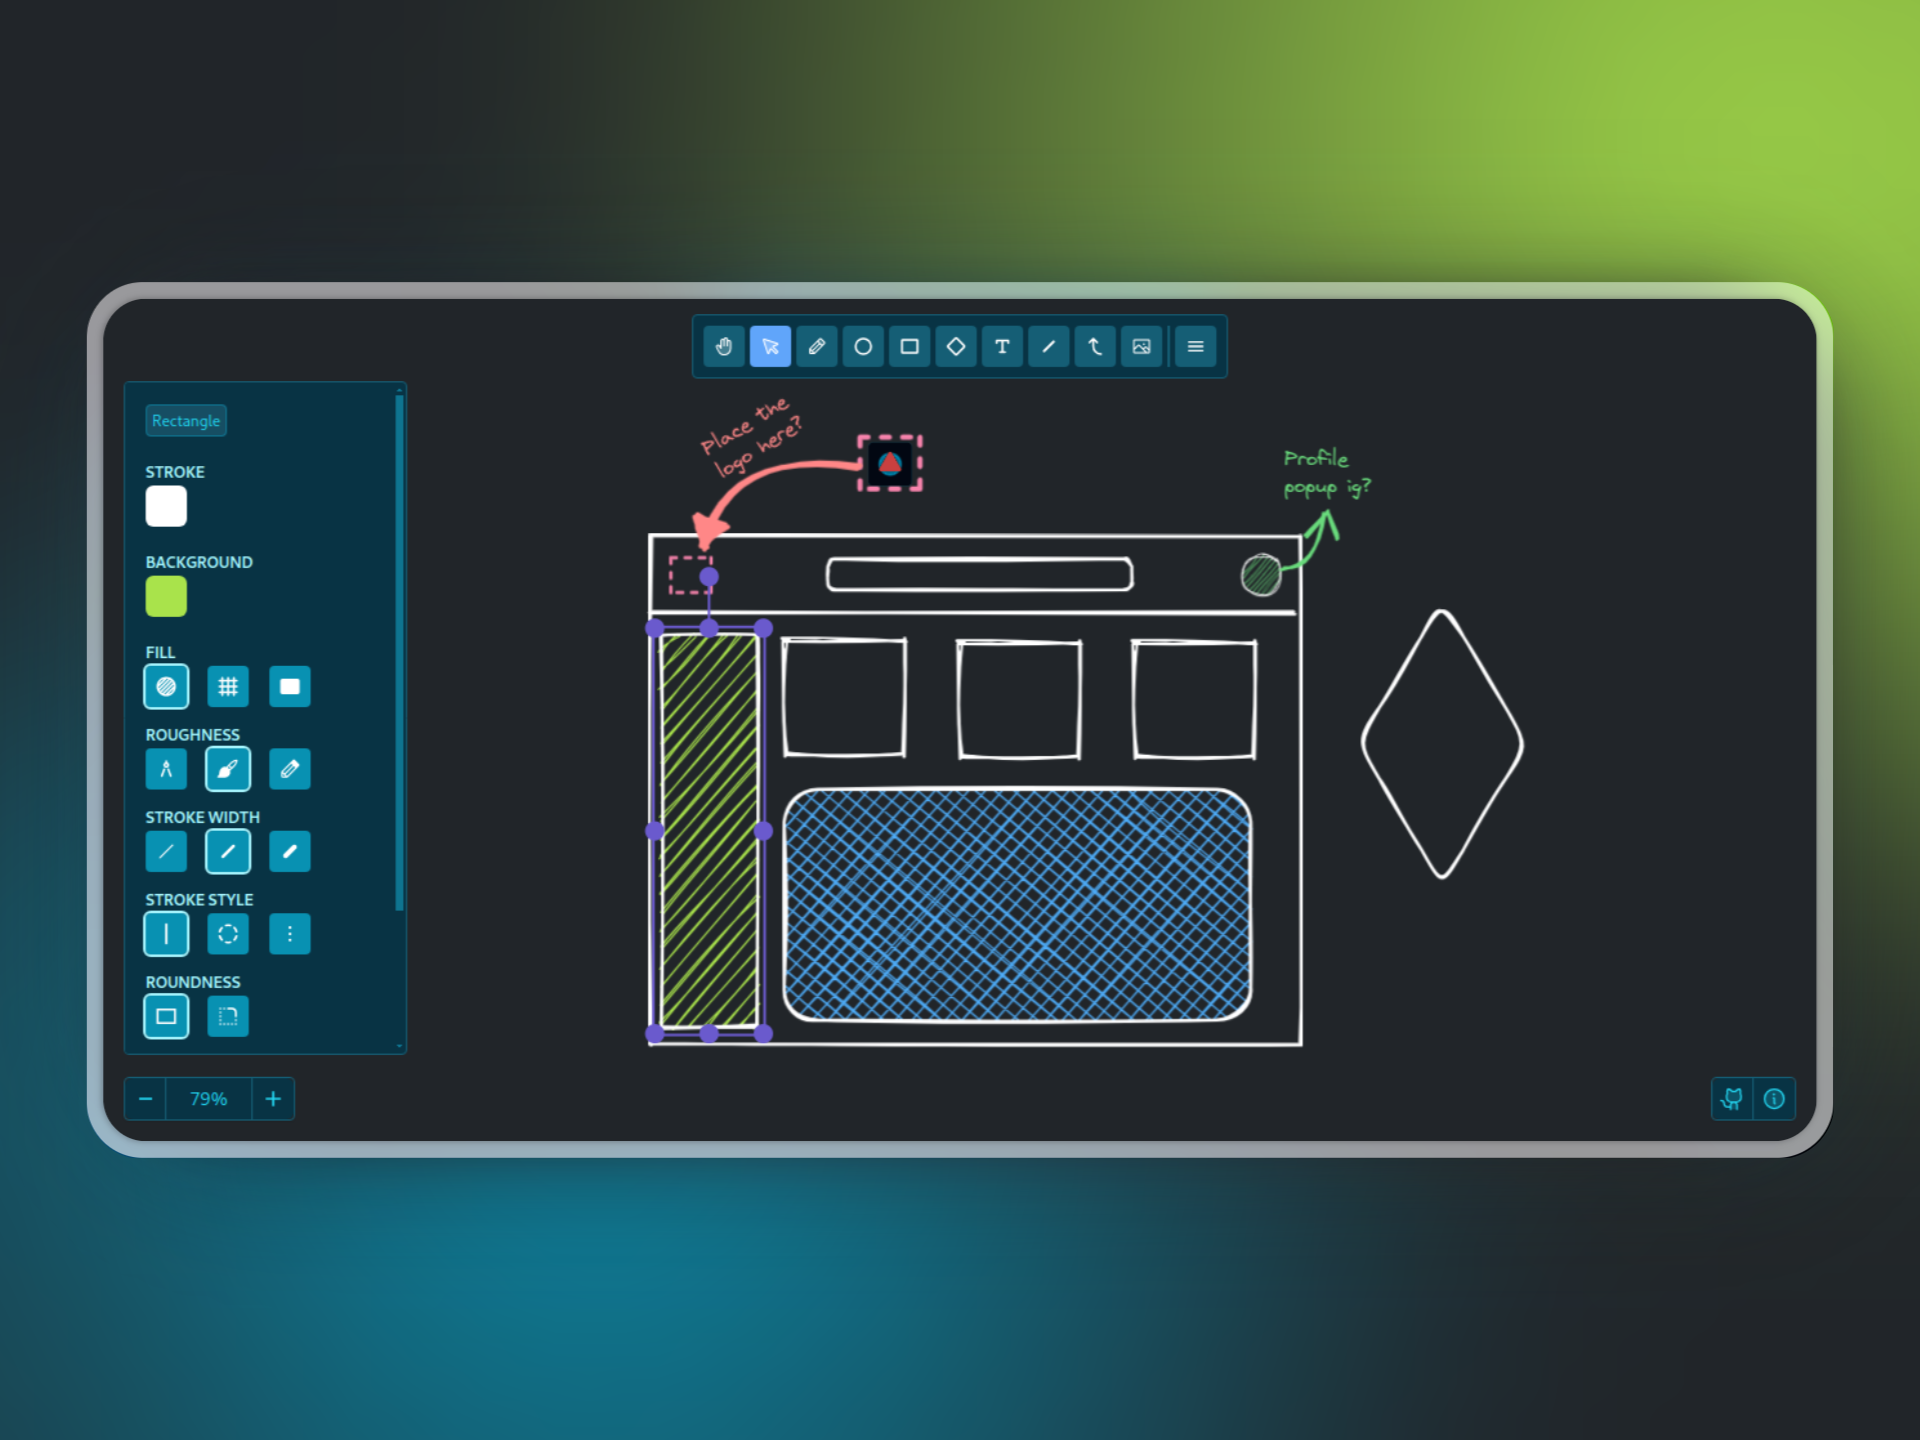 Rectangle
STROKE
BACKGROUND
FILL
ROUGHNESS
STROKE WIDTH
STROKE STYLE
ROUNDNESS
79%
Place the
logo here?
Profile
popup ig?